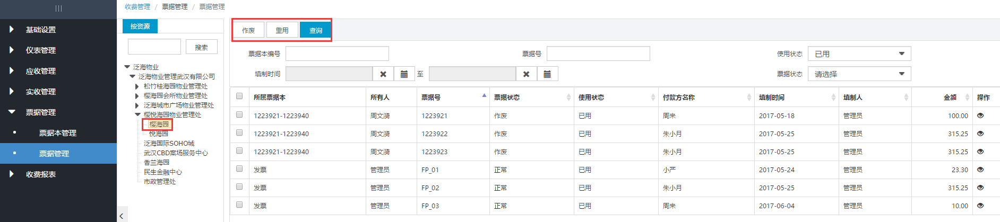 收费管理 / 票据管理 / 票据管理
基础设置
仪表管理
应收管理
实收管理
票据管理
票据本管理
票据管理
收费报表
按资源
搜索
泛海物业
泛海物业管理武汉有限公司
松竹桂海园物业管理处
樱海园会所物业管理处
泛海城市广场物业管理处
樱悦海园物业管理处
樱海园
悦海园
泛海国际SOHO城
武汉CBD案场服务中心
香兰海园
民生金融中心
市政管理处
作废 重用 查询
票据本编号 票据号 使用状态 已用
填制时间 至 票据状态 请选择
所属票据本 所有人 票据号 票据状态 使用状态 付款方名称 填制时间 填制人 金额 操作
1223921-1223940 周文漪 1223921 作废 已用 周来 2017-05-18 管理员 100.00
1223921-1223940 周文漪 1223922 作废 已用 朱小月 2017-05-25 管理员 315.25
1223921-1223940 周文漪 1223923 作废 已用 朱小月 2017-05-25 管理员 315.25
发票 管理员 FP_01 正常 已用 小严 2017-05-24 管理员 23.30
发票 管理员 FP_02 正常 已用 朱小月 2017-05-25 管理员 315.25
发票 管理员 FP_03 正常 已用 周来 2017-06-04 管理员 10.00